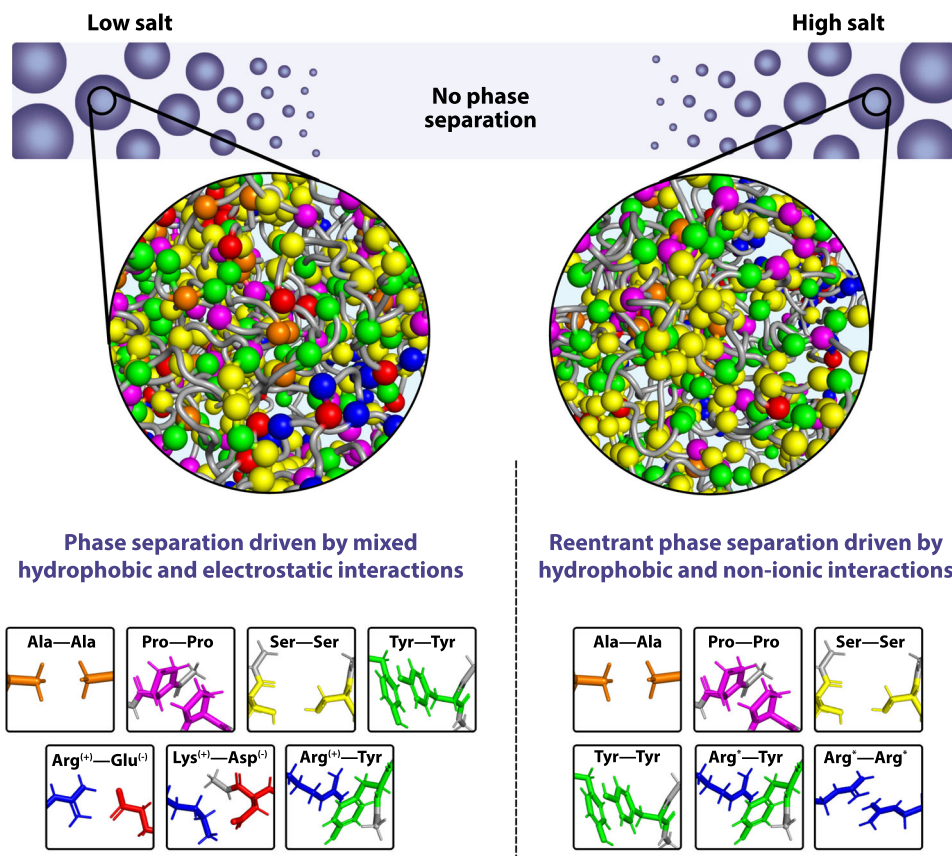 Low salt
High salt
No phase
separation
Phase separation driven by mixed
hydrophobic and electrostatic interactions
Reentrant phase separation driven by
hydrophobic and non-ionic interactions
Ala—Ala
Pro—Pro
Ser—Ser
Tyr—Tyr
Arg(+)—Glu(-)
Lys(+)—Asp(-)
Arg(+)—Tyr
Ala—Ala
Pro—Pro
Ser—Ser
Tyr—Tyr
Arg*—Tyr
Arg*—Arg*